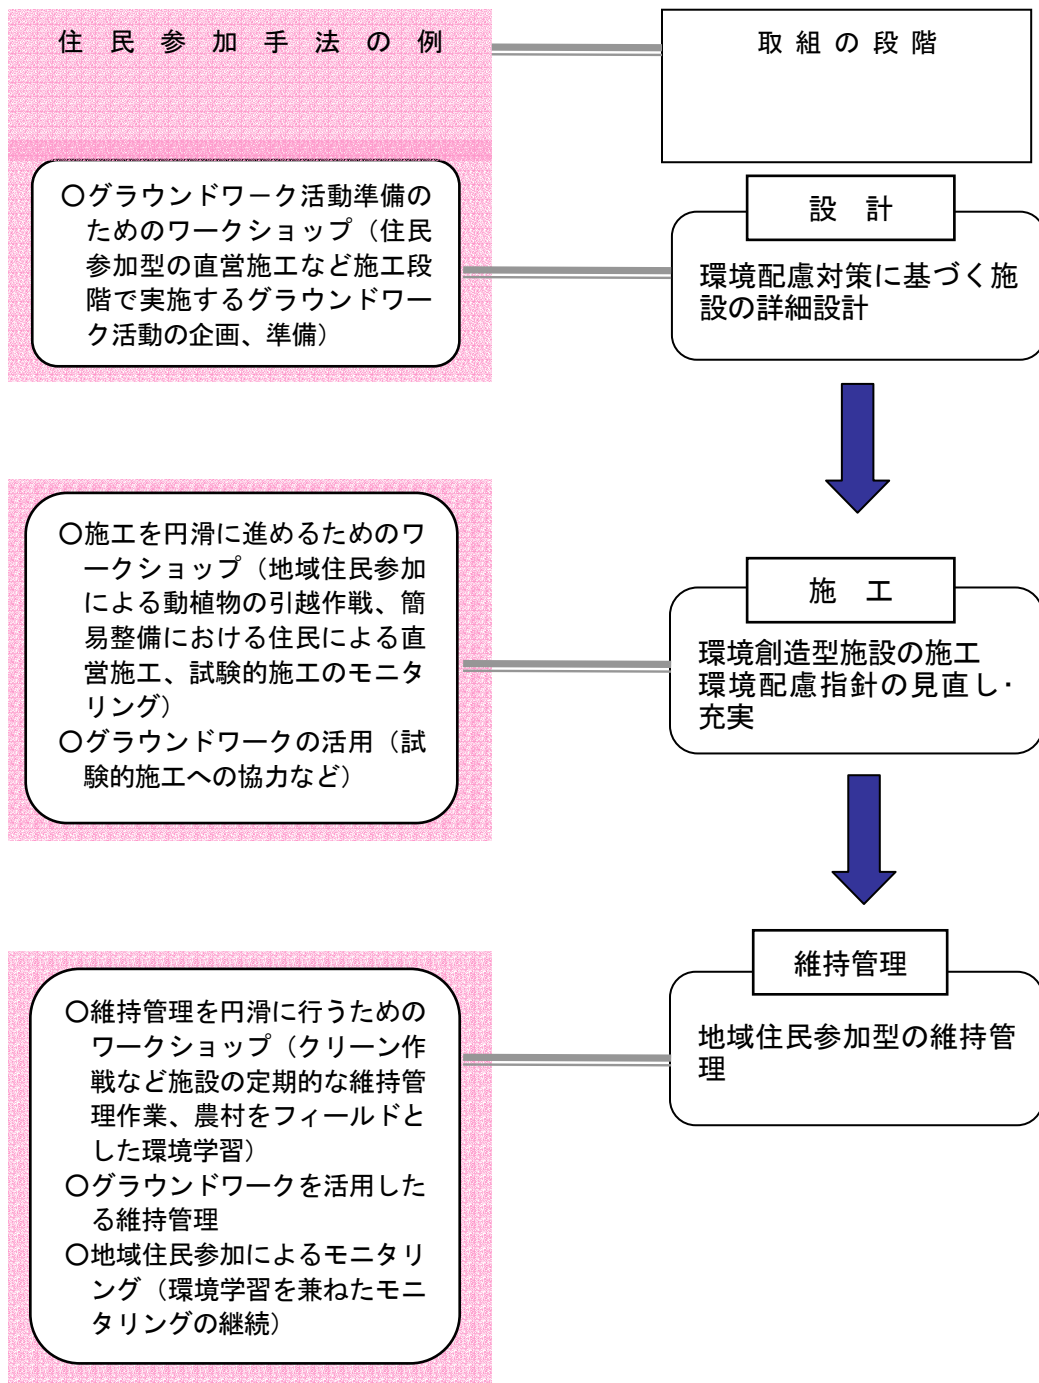 住民参加手法の例
取組の段階
○グラウンドワーク活動準備の
ためのワークショップ（住民
参加型の直営施工など施工段
階で実施するグラウンドワー
ク活動の企画、準備）
設　計
環境配慮対策に基づく施
設の詳細設計
○施工を円滑に進めるためのワ
ークショップ（地域住民参加
による動植物の引越作戦、簡
易整備における住民による直
営施工、試験的施工のモニタ
リング）
○グラウンドワークの活用（試
験的施工への協力など）
施　工
環境創造型施設の施工
環境配慮指針の見直し・
充実
○維持管理を円滑に行うための
ワークショップ（クリーン作
戦など施設の定期的な維持管
理作業、農村をフィールドと
した環境学習）
○グラウンドワークを活用した
る維持管理
○地域住民参加によるモニタリ
ング（環境学習を兼ねたモニ
タリングの継続）
維持管理
地域住民参加型の維持管
理